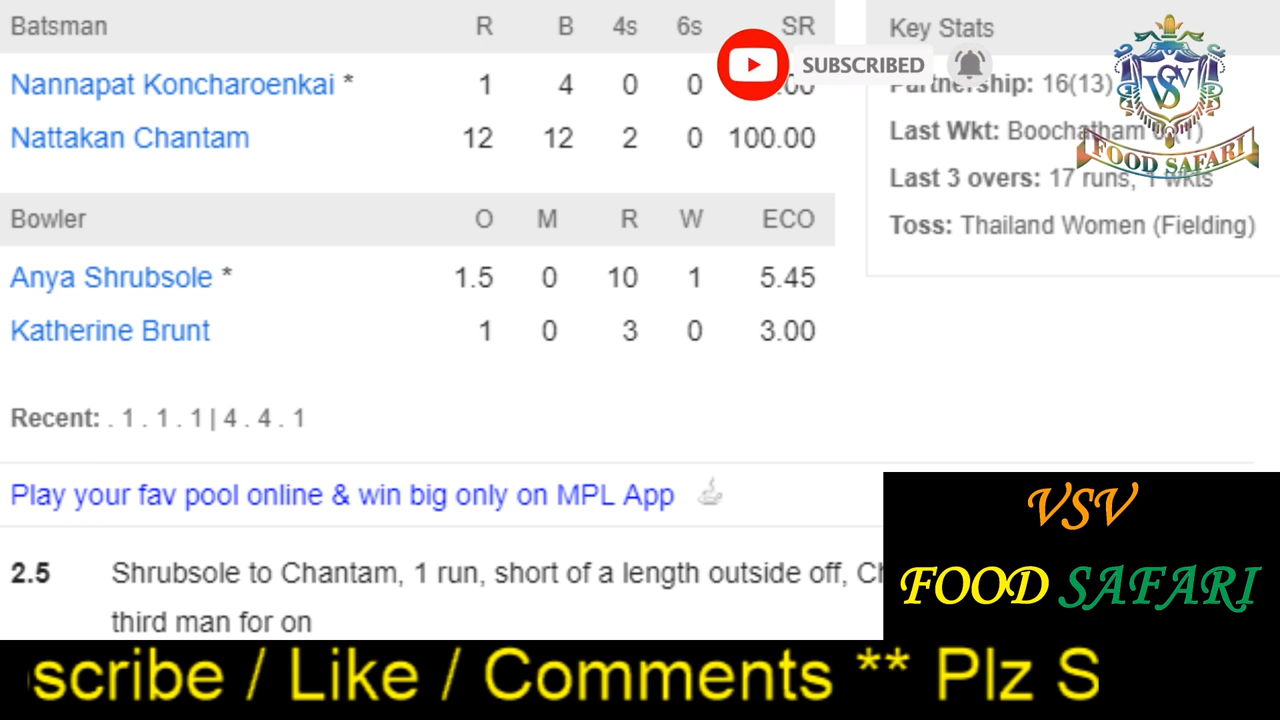 Batsman R B 4s 6s SR
Nannapat Koncharoenkai * 1 4 0 0 .00
Nattakan Chantam 12 12 2 0 100.00
Bowler O M R W ECO
Anya Shrubsole * 1.5 0 10 1 5.45
Katherine Brunt 1 0 3 0 3.00
Recent: . 1 . 1 . 1 | 4 . 4 . 1
Play your fav pool online & win big only on MPL App
2.5 Shrubsole to Chantam, 1 run, short of a length outside off, Ch
third man for on
SUBSCRIBED
Key Stats
Partnership: 16(13)
Last Wkt: Boochatham
Last 3 overs: 17 runs, 1 wkts
Toss: Thailand Women (Fielding)
VSV
FOOD SAFARI
VSV
FOOD SAFARI
scribe / Like / Comments ** Plz S